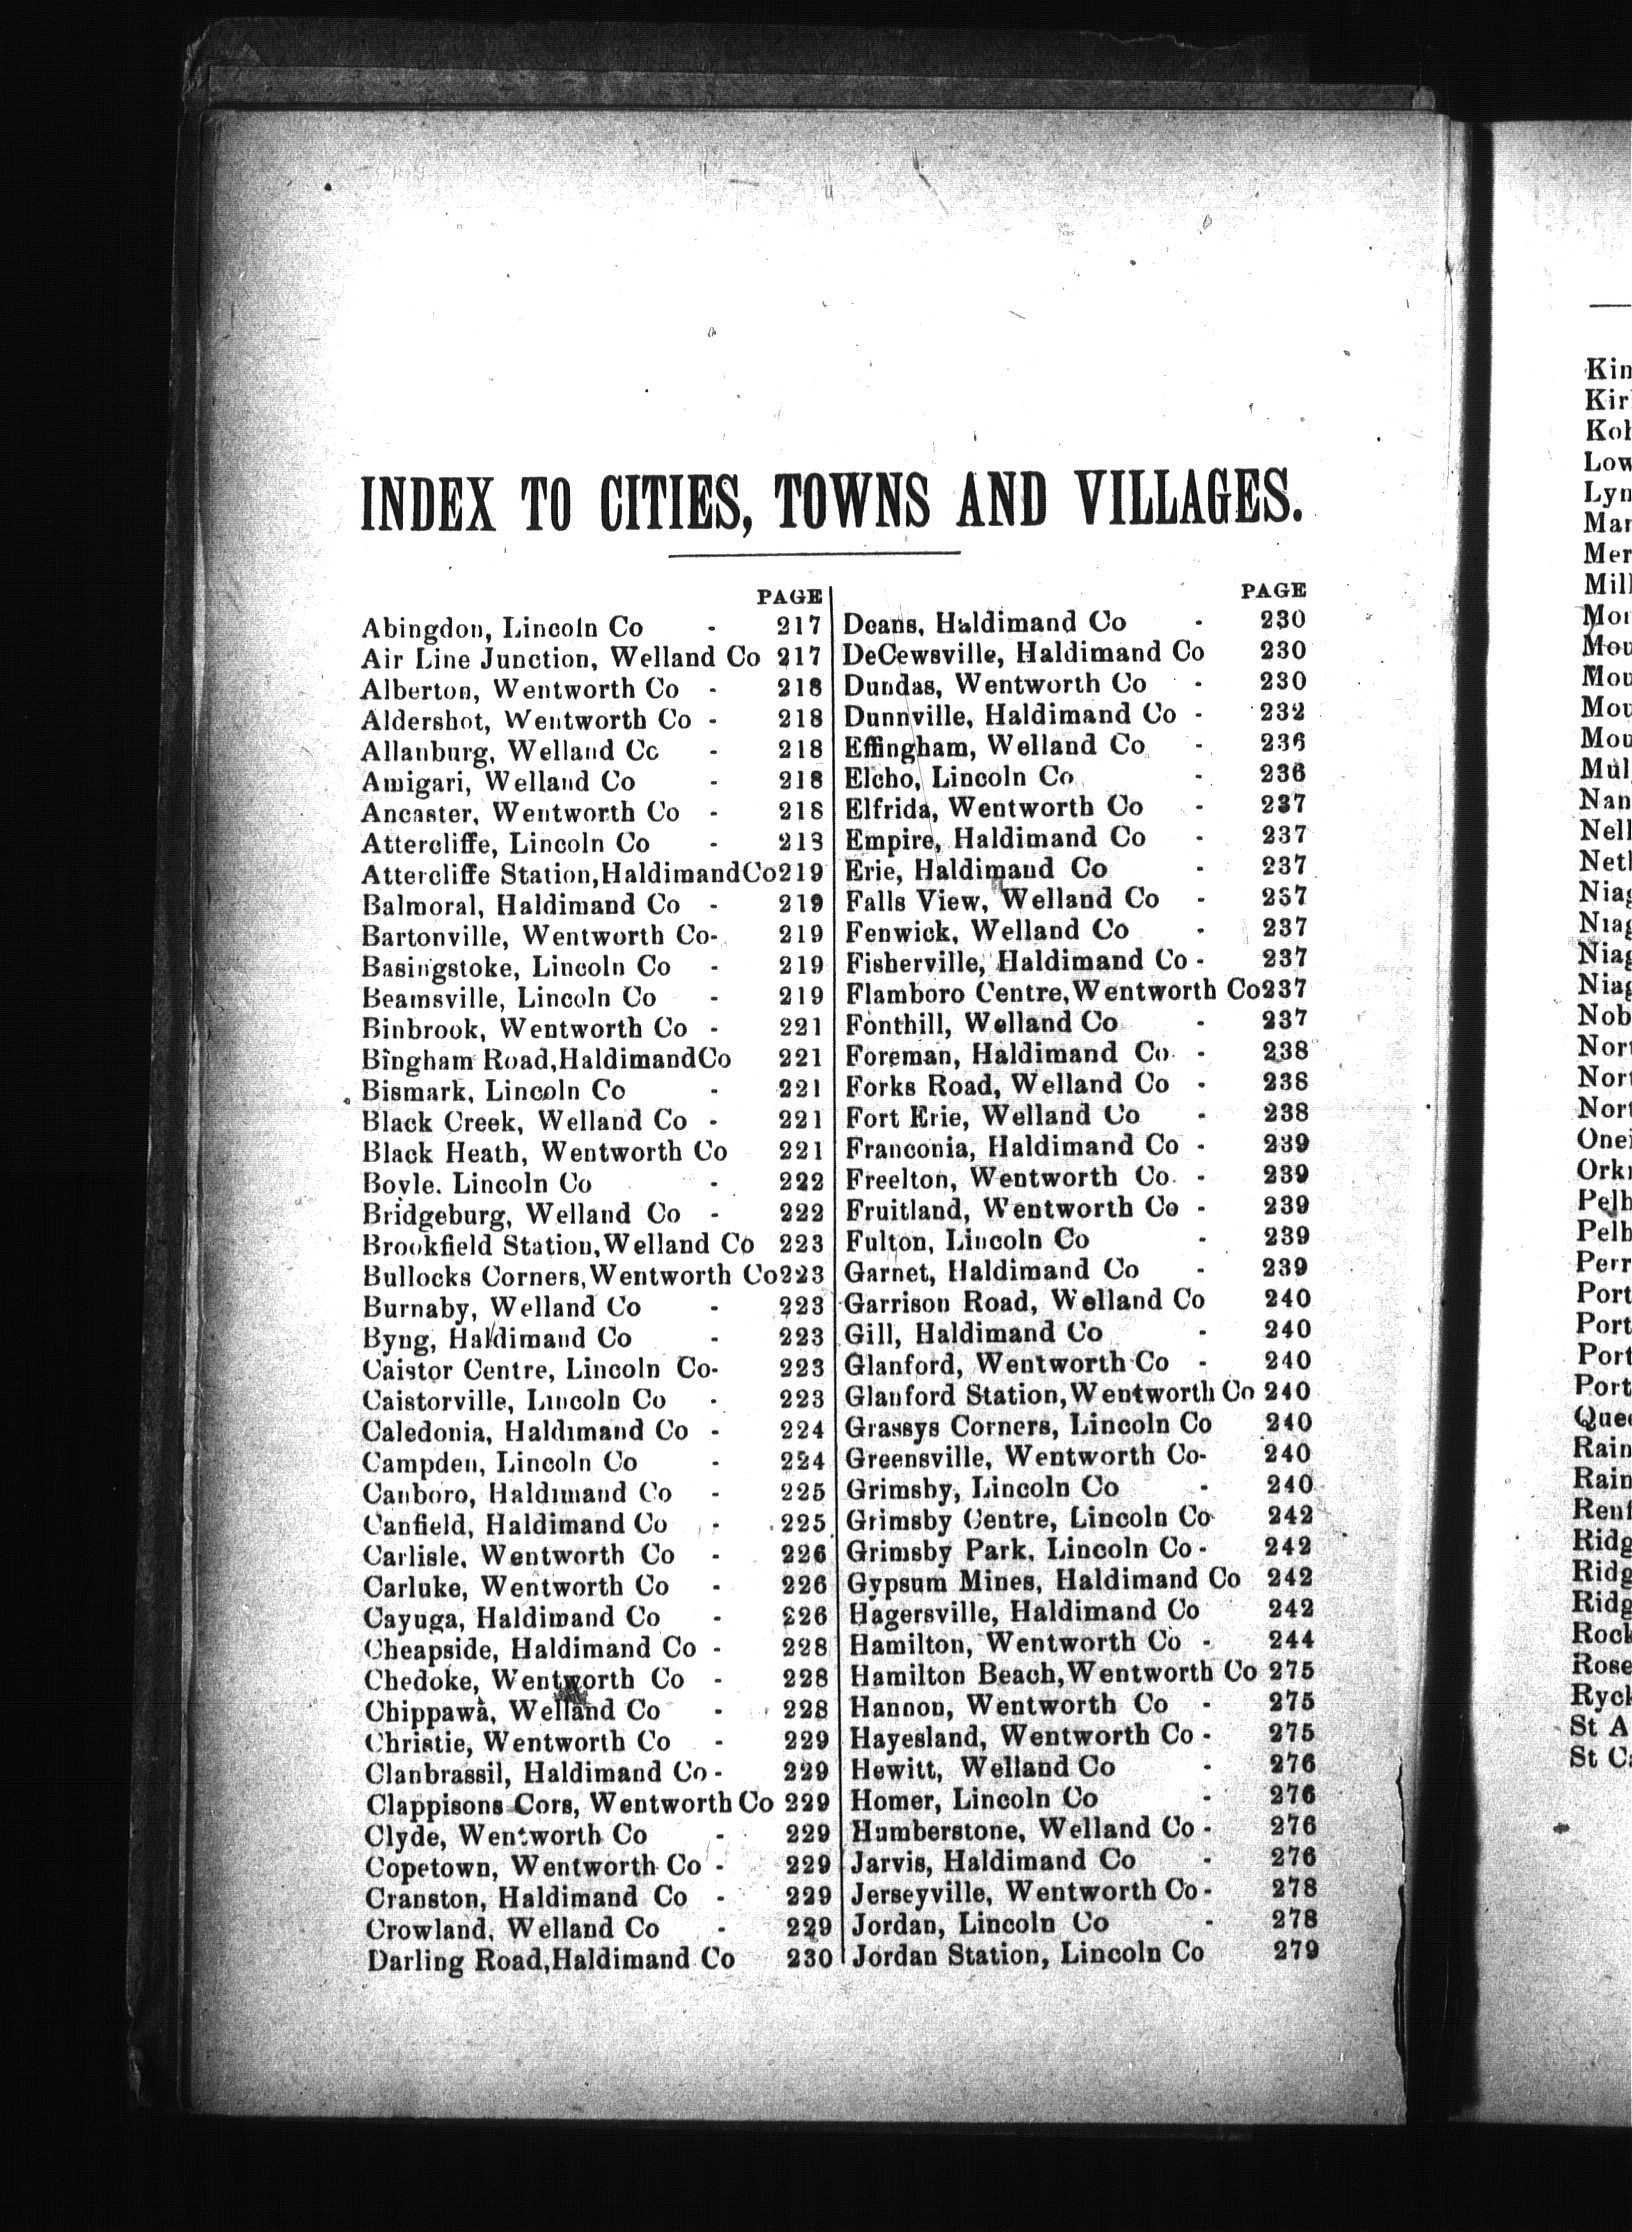 INDEX TO CITIES, TOWNS AND VILLAGES.
PAGE
Abingdon, Lincoln Co - 217
Air Line Junction, Welland Co 217
Alberton, Wentworth Co - 218
Aldershot, Wentworth Co - 218
Allanburg, Welland Co - 218
Amigari, Welland Co - 218
Ancaster, Wentworth Co - 218
Attercliffe, Lincoln Co - 218
Attercliffe Station,HaldimandCo219
Balmoral, Haldimand Co - 219
Bartonville, Wentworth Co- 219
Basingstoke, Lincoln Co - 219
Beamsville, Lincoln Co - 219
Binbrook, Wentworth Co - 221
Bingham Road,HaldimandCo 221
Bismark, Lincoln Co - 221
Black Creek, Welland Co - 221
Black Heath, Wentworth Co 221
Boyle. Lincoln Co - 222
Bridgeburg, Welland Co - 222
Brookfield Station,Welland Co 223
Bullocks Corners,Wentworth Co223
Burnaby, Welland Co - 223
Byng, Haldimand Co - 223
Caistor Centre, Lincoln Co- 223
Caistorville, Lincoln Co - 223
Caledonia, Haldimand Co - 224
Campden, Lincoln Co - 224
Canboro, Haldimand Co - 225
Canfield, Haldimand Co - 225
Carlisle, Wentworth Co - 226
Carluke, Wentworth Co - 226
Cayuga, Haldimand Co - 226
Cheapside, Haldimand Co - 228
Chedoke, Wentworth Co - 228
Chippawa, Welland Co - 228
Christie, Wentworth Co - 229
Clanbrassil, Haldimand Co - 229
Clappisons Cors, Wentworth Co 229
Clyde, Wentworth Co - 229
Copetown, Wentworth Co - 229
Cranston, Haldimand Co - 229
Crowland, Welland Co - 229
Darling Road,Haldimand Co 230
PAGE
Deans, Haldimand Co - 230
DeCewsville, Haldimand Co 230
Dundas, Wentworth Co - 230
Dunnville, Haldimand Co - 232
Effingham, Welland Co - 236
Elcho, Lincoln Co - 236
Elfrida, Wentworth Co - 237
Empire, Haldimand Co - 237
Erie, Haldimand Co - 237
Falls View, Welland Co - 237
Fenwick, Welland Co - 237
Fisherville, Haldimand Co - 237
Flamboro Centre,Wentworth Co237
Fonthill, Welland Co - 237
Foreman, Haldimand Co - 238
Forks Road, Welland Co - 238
Fort Erie, Welland Co - 238
Franconia, Haldimand Co - 239
Freelton, Wentworth Co - 239
Fruitland, Wentworth Co - 239
Fulton, Lincoln Co - 239
Garnet, Haldimand Co - 239
Garrison Road, Welland Co 240
Gill, Haldimand Co - 240
Glanford, Wentworth Co - 240
Glanford Station,Wentworth Co 240
Grassys Corners, Lincoln Co 240
Greensville, Wentworth Co- 240
Grimsby, Lincoln Co - 240
Grimsby Centre, Lincoln Co 242
Grimsby Park, Lincoln Co - 242
Gypsum Mines, Haldimand Co 242
Hagersville, Haldimand Co 242
Hamilton, Wentworth Co - 244
Hamilton Beach,Wentworth Co 275
Hannon, Wentworth Co - 275
Hayesland, Wentworth Co - 275
Hewitt, Welland Co - 276
Homer, Lincoln Co - 276
Humberstone, Welland Co - 276
Jarvis, Haldimand Co - 276
Jerseyville, Wentworth Co - 278
Jordan, Lincoln Co - 278
Jordan Station, Lincoln Co 279